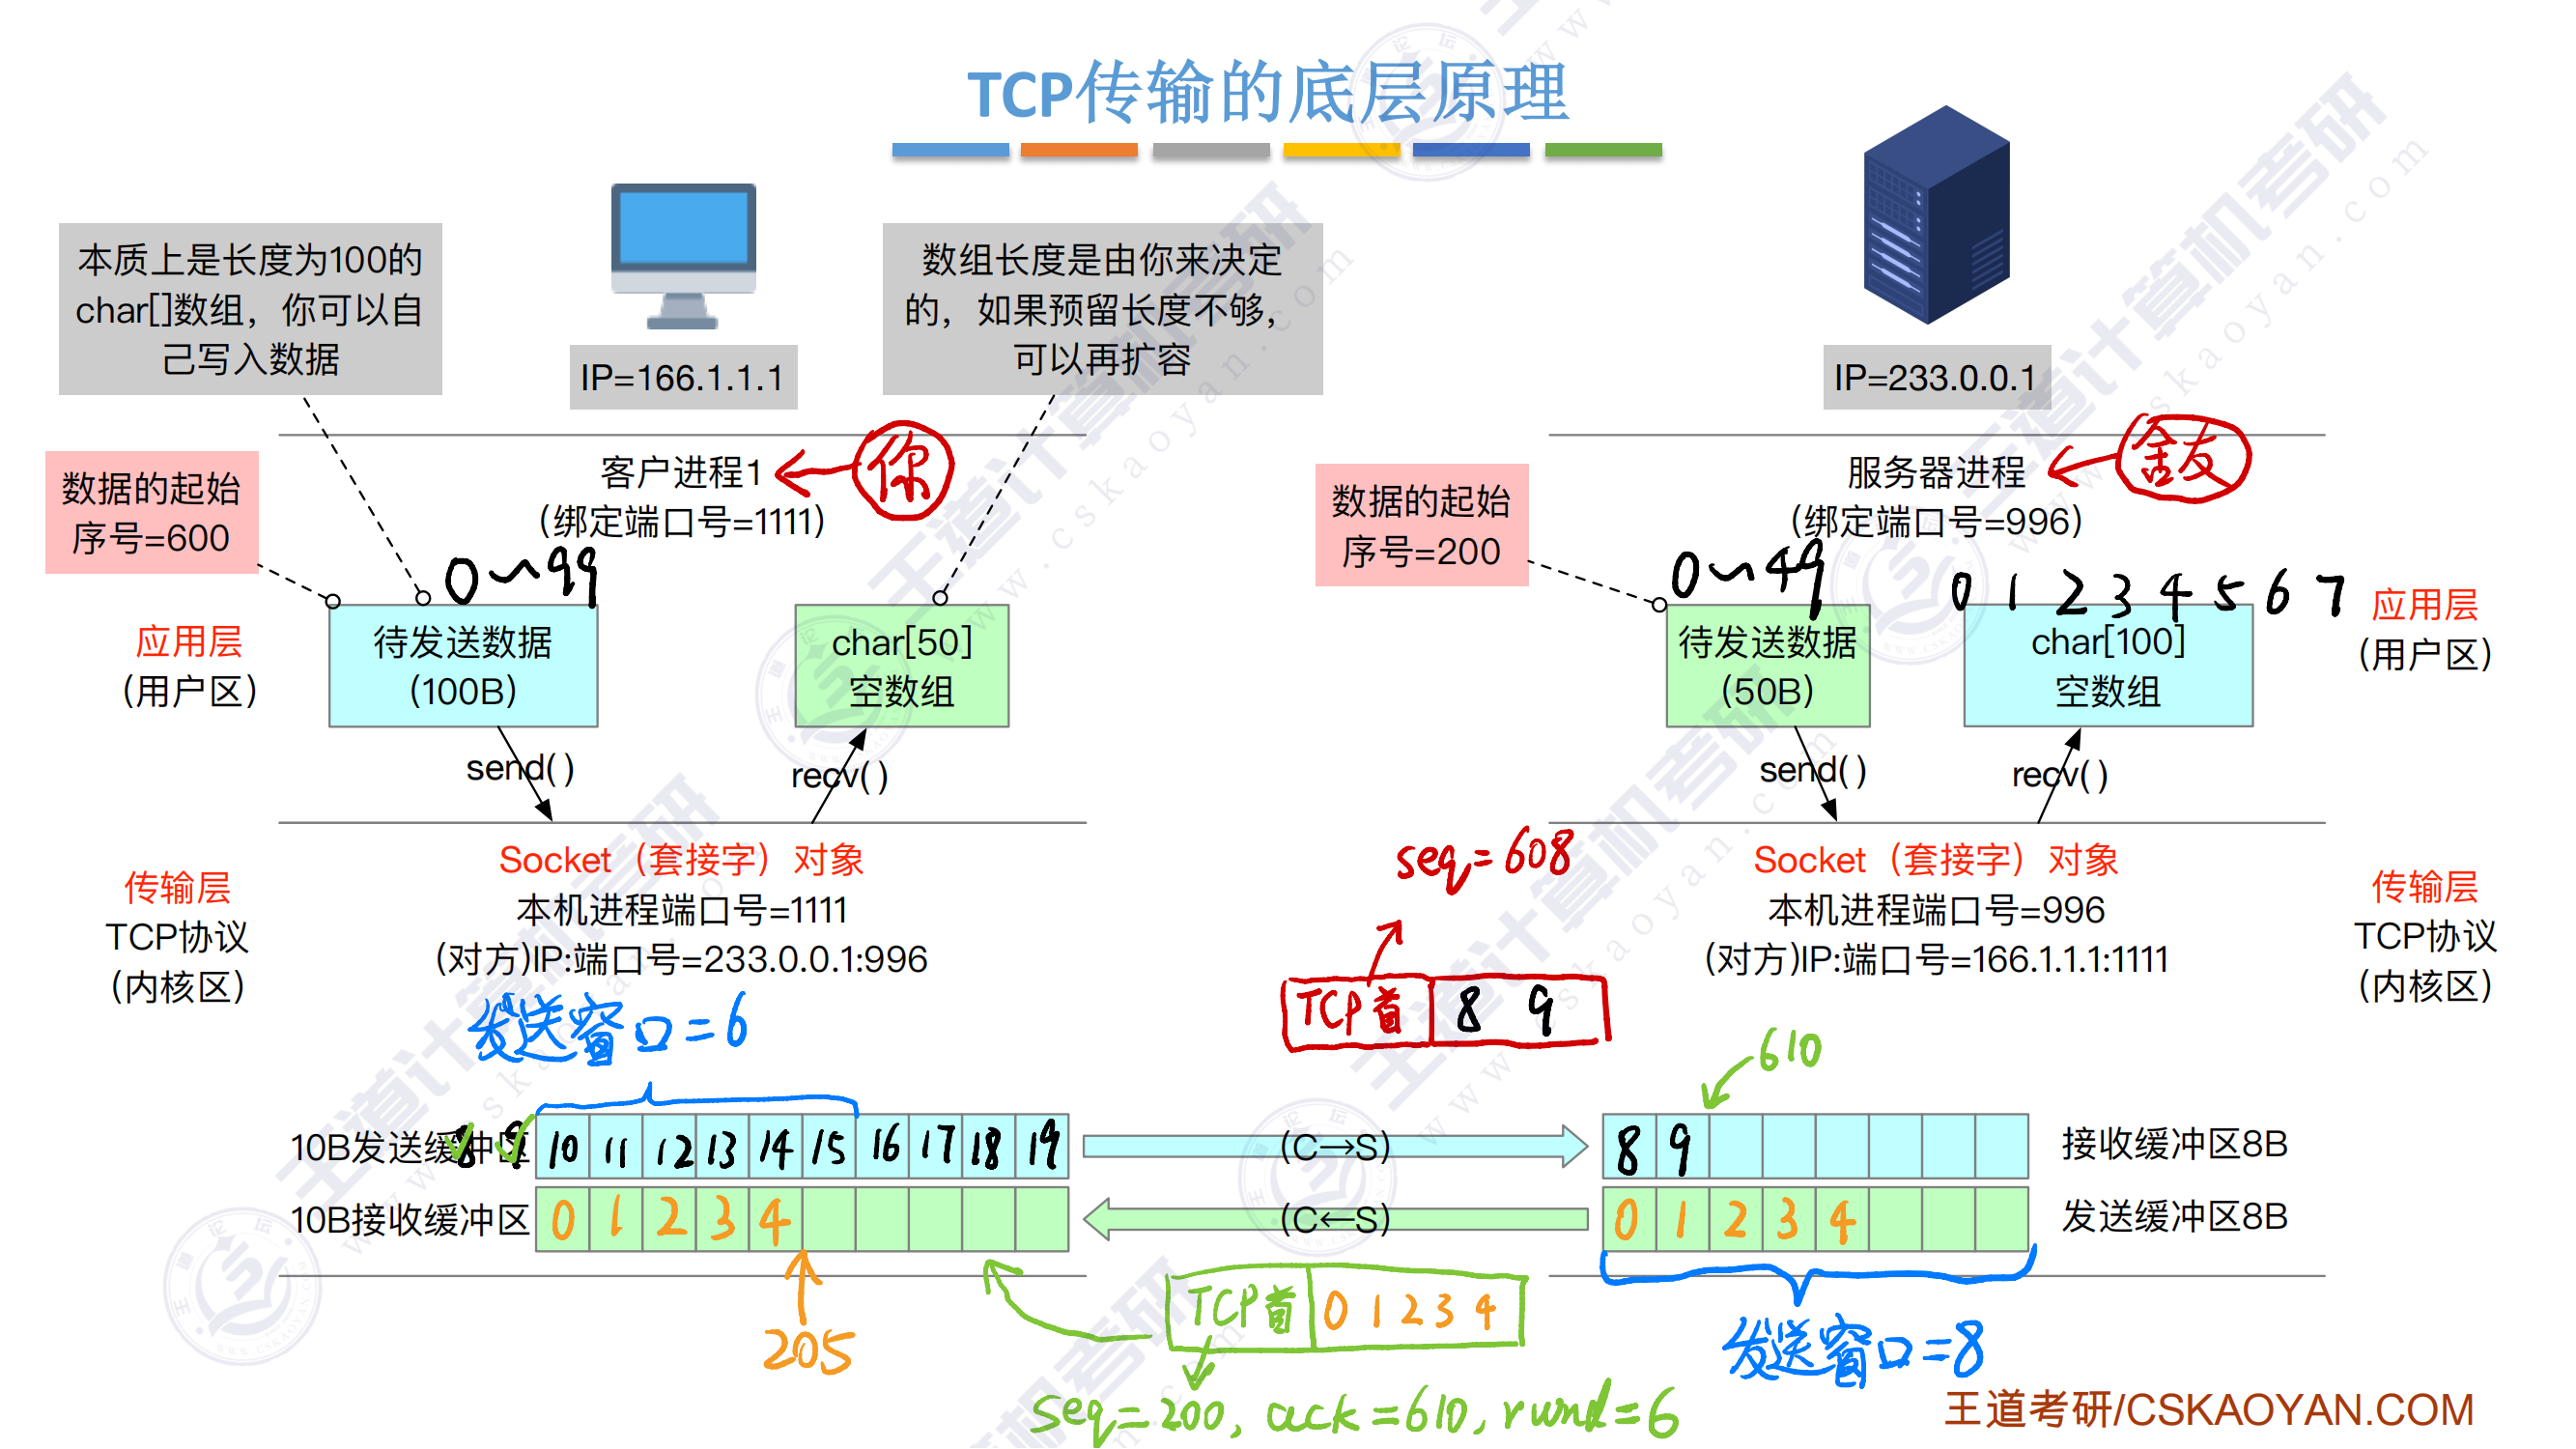 TCP传输的底层原理
本质上是长度为100的
char[]数组，你可以自
己写入数据
IP=166.1.1.1
数组长度是由你来决定
的，如果预留长度不够，
可以再扩容
IP=233.0.0.1
数据的起始
序号=600
客户进程1
(绑定端口号=1111)
你
数据的起始
序号=200
服务器进程
(绑定端口号=996)
0~99
0~49
0 1 2 3 4 5 6 7
应用层
(用户区)
待发送数据
(100B)
char[50]
空数组
待发送数据
(50B)
char[100]
空数组
应用层
(用户区)
send()
recv()
send()
recv()
传输层
TCP协议
(内核区)
Socket（套接字）对象
本机进程端口号=1111
(对方)IP:端口号=233.0.0.1:996
seq=608
TCP首 8 9
Socket（套接字）对象
本机进程端口号=996
(对方)IP:端口号=166.1.1.1:1111
传输层
TCP协议
(内核区)
发送窗口=6
610
10B发送缓冲区
8 9 10 11 12 13 14 15 16 17 18 19
(C→S)
8 9
接收缓冲区8B
10B接收缓冲区
0 1 2 3 4
(C←S)
0 1 2 3 4
发送缓冲区8B
205
TCP首 0 1 2 3 4
发送窗口=8
seq=200, ack=610, rwnd=6
王道考研/CSKAOYAN.COM
王道计算机考研
www.cskaoyan.com